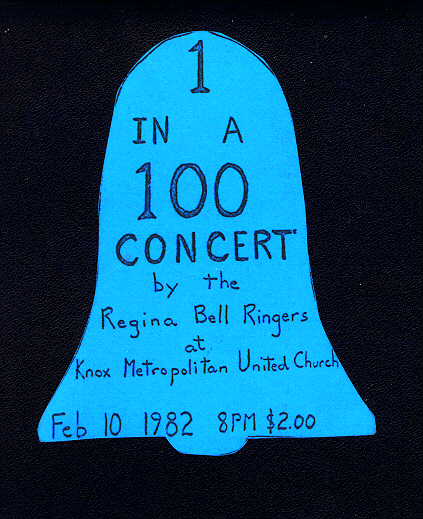 1
IN A
100
CONCERT
by the
Regina Bell Ringers
at
Knox Metropolitan United Church
Feb 10 1982 8PM $2.00